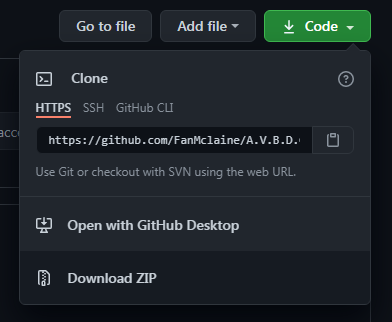 Go to file Add file Code
Clone
HTTPS SSH GitHub CLI
https://github.com/FanMclaine/A.V.B.D.
Use Git or checkout with SVN using the web URL.
Open with GitHub Desktop
Download ZIP